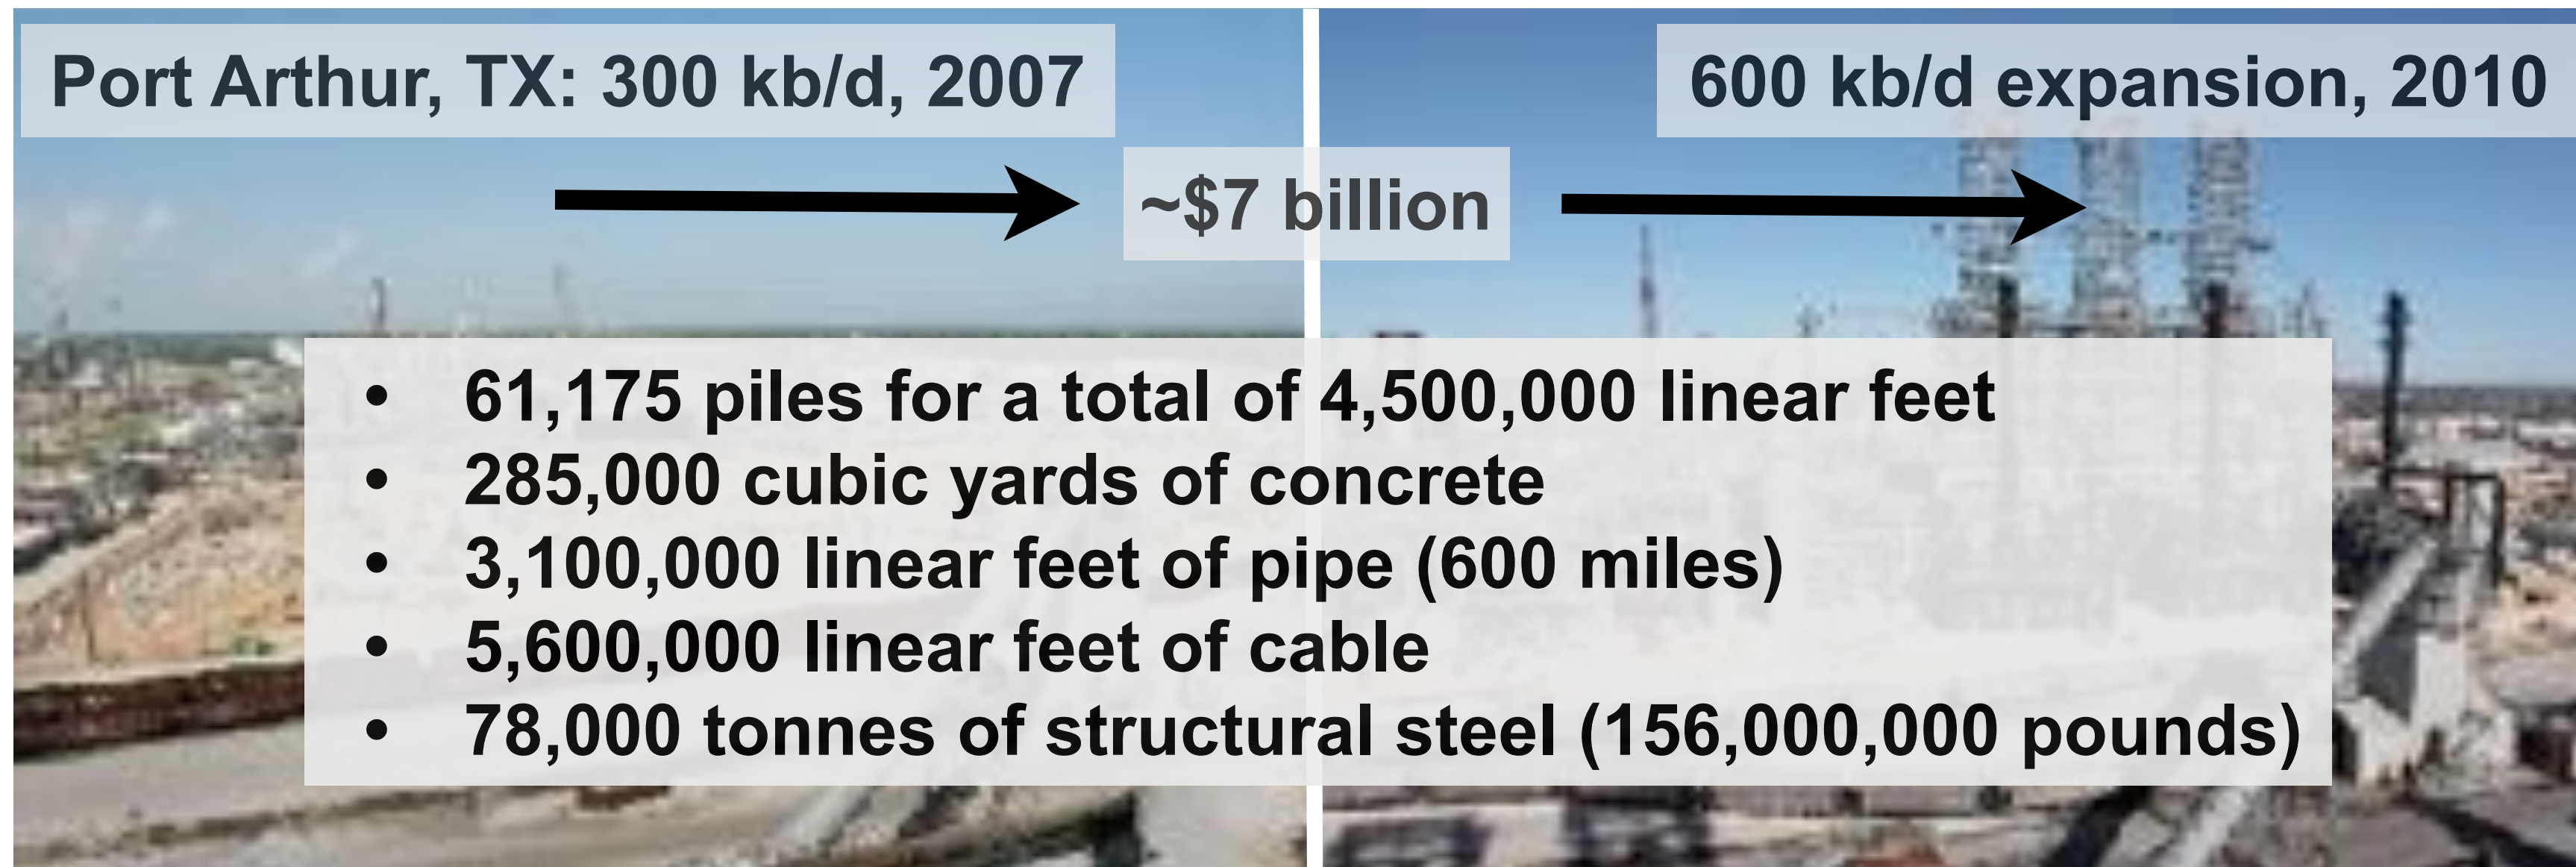 Port Arthur, TX: 300 kb/d, 2007
600 kb/d expansion, 2010
~$7 billion
• 61,175 piles for a total of 4,500,000 linear feet
• 285,000 cubic yards of concrete
• 3,100,000 linear feet of pipe (600 miles)
• 5,600,000 linear feet of cable
• 78,000 tonnes of structural steel (156,000,000 pounds)